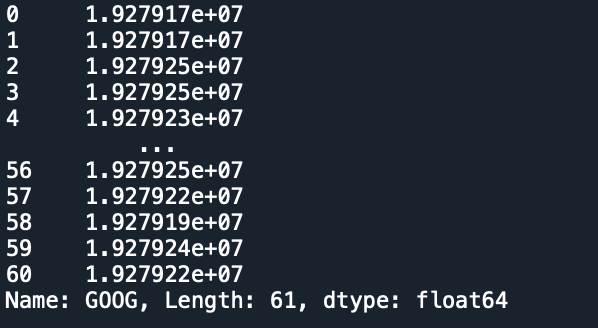 0     1.927917e+07
1     1.927917e+07
2     1.927925e+07
3     1.927925e+07
4     1.927923e+07
          ...
56    1.927925e+07
57    1.927922e+07
58    1.927919e+07
59    1.927924e+07
60    1.927922e+07
Name: GOOG, Length: 61, dtype: float64